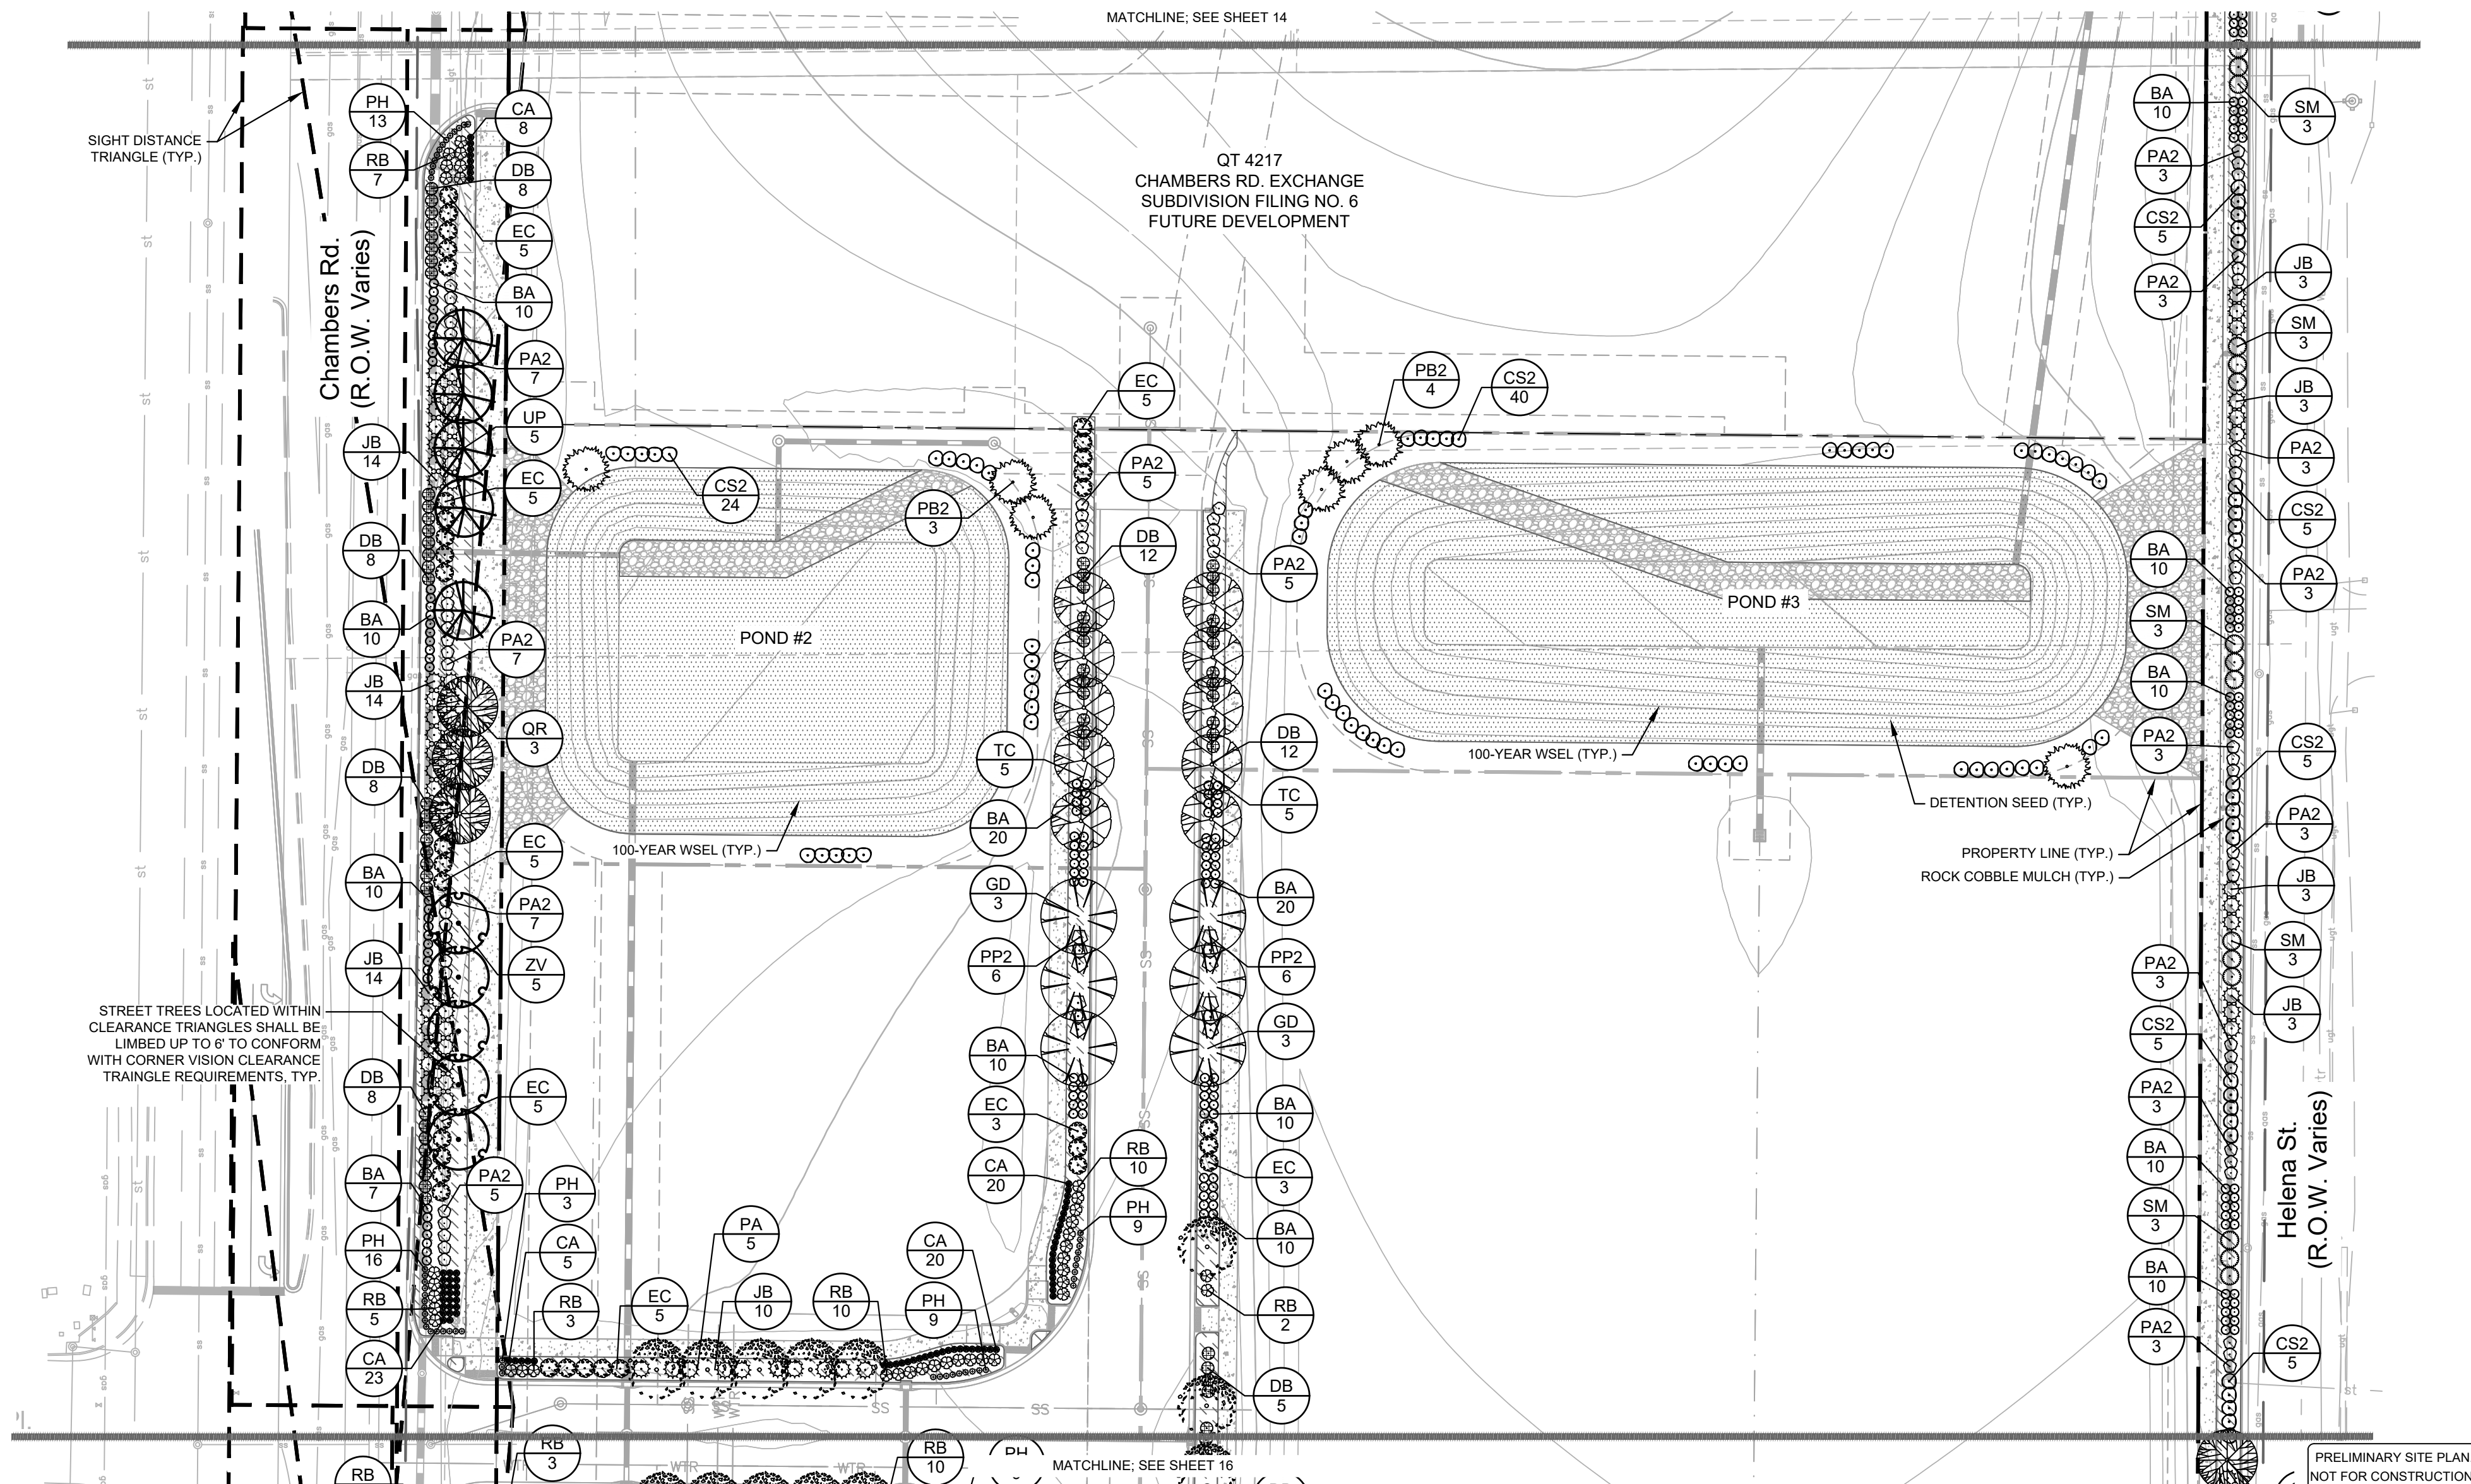 MATCHLINE; SEE SHEET 14
SIGHT DISTANCE
TRIANGLE (TYP.)
Chambers Rd.
(R.O.W. Varies)
PH
13
RB
7
CA
8
DB
8
EC
5
BA
10
PA2
7
UP
5
JB
14
EC
5
DB
8
BA
10
PA2
7
JB
14
QR
3
DB
8
EC
5
BA
10
PA2
7
JB
14
ZV
5
STREET TREES LOCATED WITHIN
CLEARANCE TRIANGLES SHALL BE
LIMBED UP TO 6' TO CONFORM
WITH CORNER VISION CLEARANCE
TRAINGLE REQUIREMENTS, TYP.
DB
8
EC
5
BA
7
PA2
5
PH
16
RB
5
CA
23
PH
3
CA
5
RB
3
EC
5
PA
5
JB
10
RB
10
CA
20
PH
9
QT 4217
CHAMBERS RD. EXCHANGE
SUBDIVISION FILING NO. 6
FUTURE DEVELOPMENT
CS2
24
PB2
3
POND #2
100-YEAR WSEL (TYP.)
EC
5
PA2
5
DB
12
PA2
5
TC
5
DB
12
BA
20
TC
5
GD
3
BA
20
PP2
6
PP2
6
BA
10
GD
3
EC
3
BA
10
CA
20
RB
10
EC
3
PH
9
BA
10
RB
2
DB
5
PB2
4
CS2
40
POND #3
100-YEAR WSEL (TYP.)
DETENTION SEED (TYP.)
PROPERTY LINE (TYP.)
ROCK COBBLE MULCH (TYP.)
BA
10
SM
3
PA2
3
CS2
5
PA2
3
JB
3
SM
3
JB
3
PA2
3
CS2
5
BA
10
PA2
3
SM
3
BA
10
PA2
3
CS2
5
PA2
3
JB
3
SM
3
PA2
3
JB
3
CS2
5
PA2
3
BA
10
SM
3
BA
10
PA2
3
CS2
5
Helena St.
(R.O.W. Varies)
RB
RB
3
RB
10
PH
MATCHLINE; SEE SHEET 16
PRELIMINARY SITE PLAN
NOT FOR CONSTRUCTION